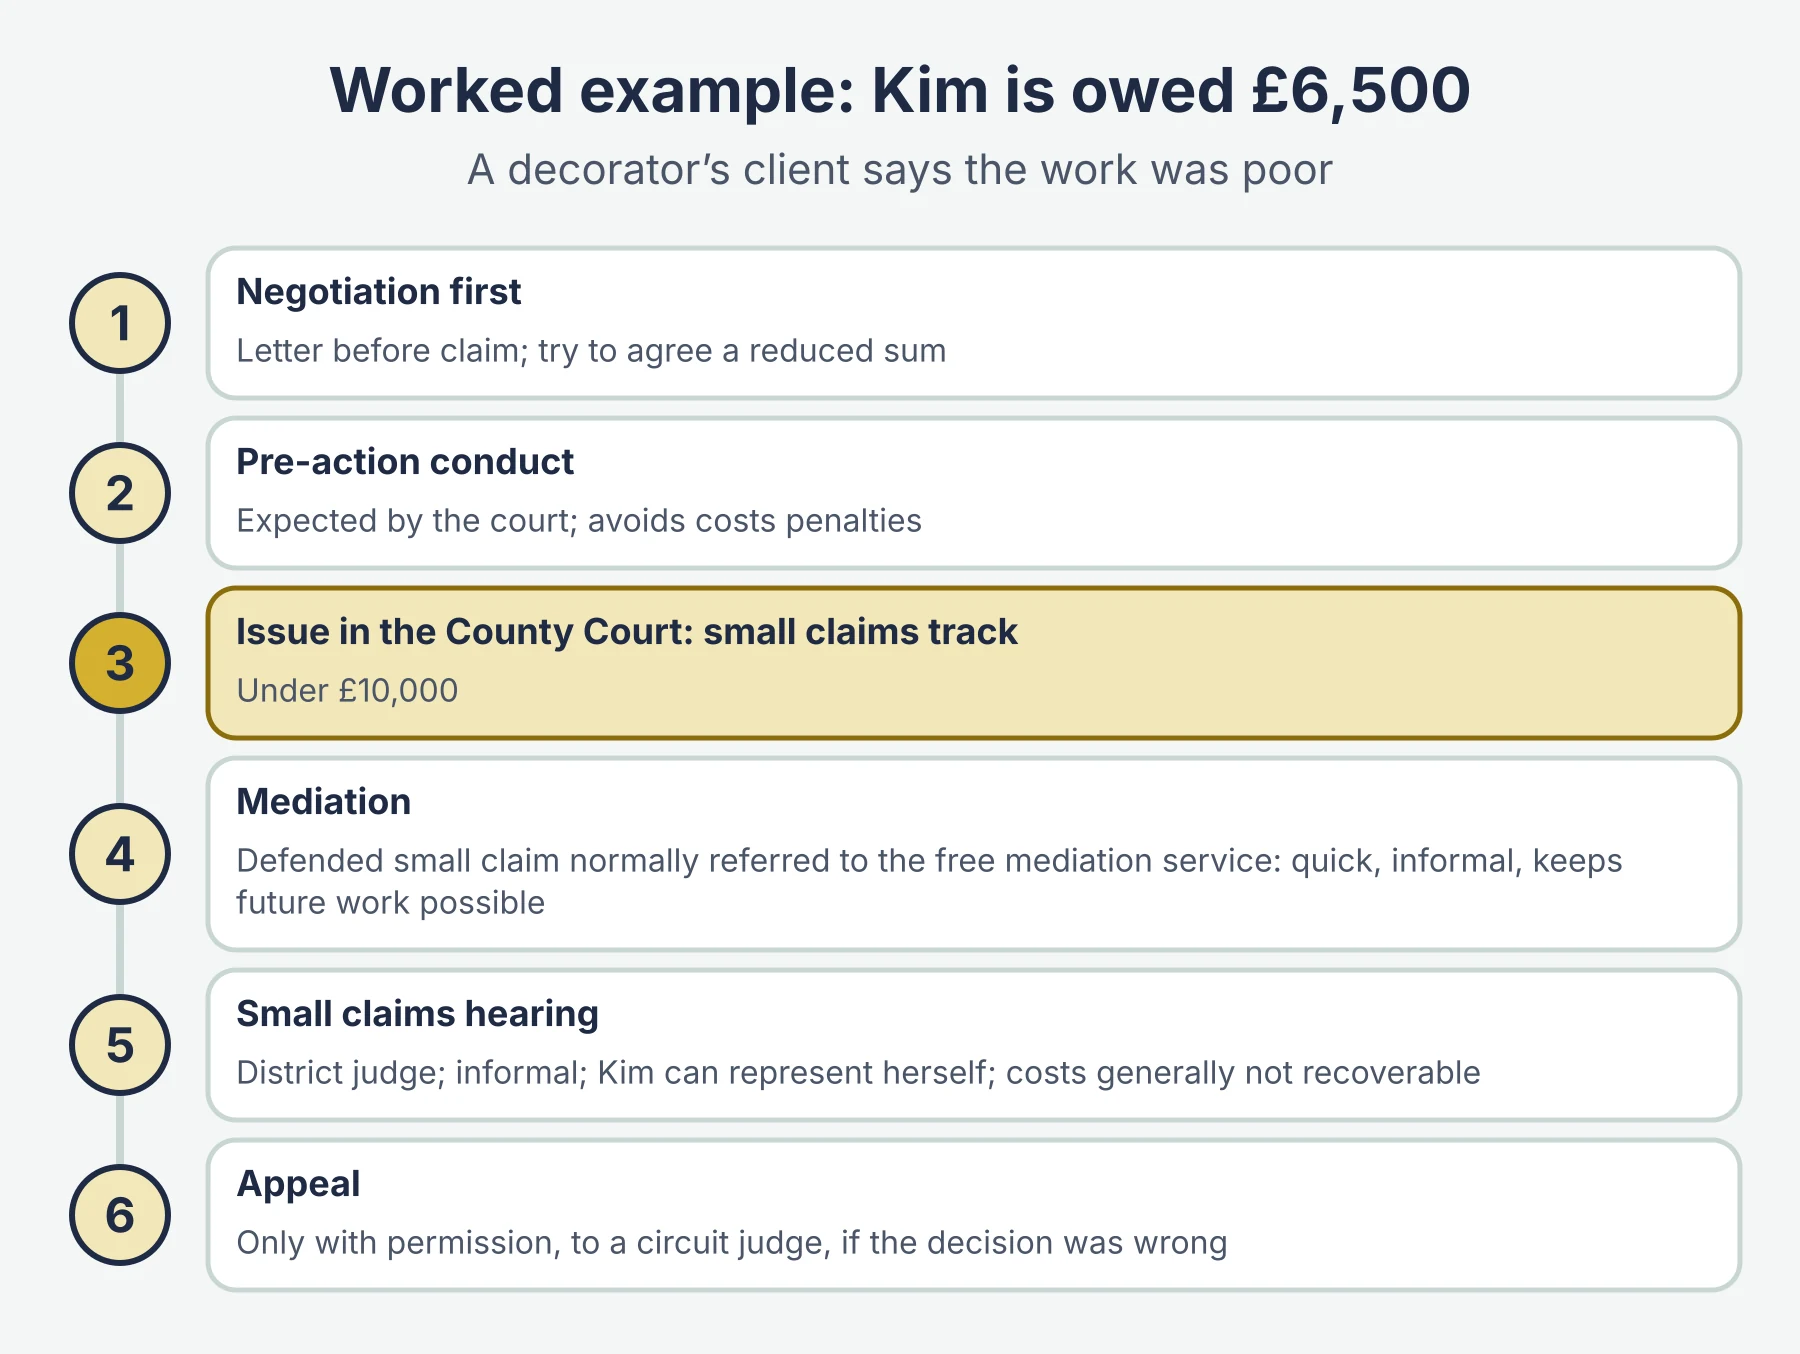 Worked example: Kim is owed £6,500
A decorator’s client says the work was poor
1
Negotiation first
Letter before claim; try to agree a reduced sum
2
Pre-action conduct
Expected by the court; avoids costs penalties
3
Issue in the County Court: small claims track
Under £10,000
4
Mediation
Defended small claim normally referred to the free mediation service: quick, informal, keeps
future work possible
5
Small claims hearing
District judge; informal; Kim can represent herself; costs generally not recoverable
6
Appeal
Only with permission, to a circuit judge, if the decision was wrong